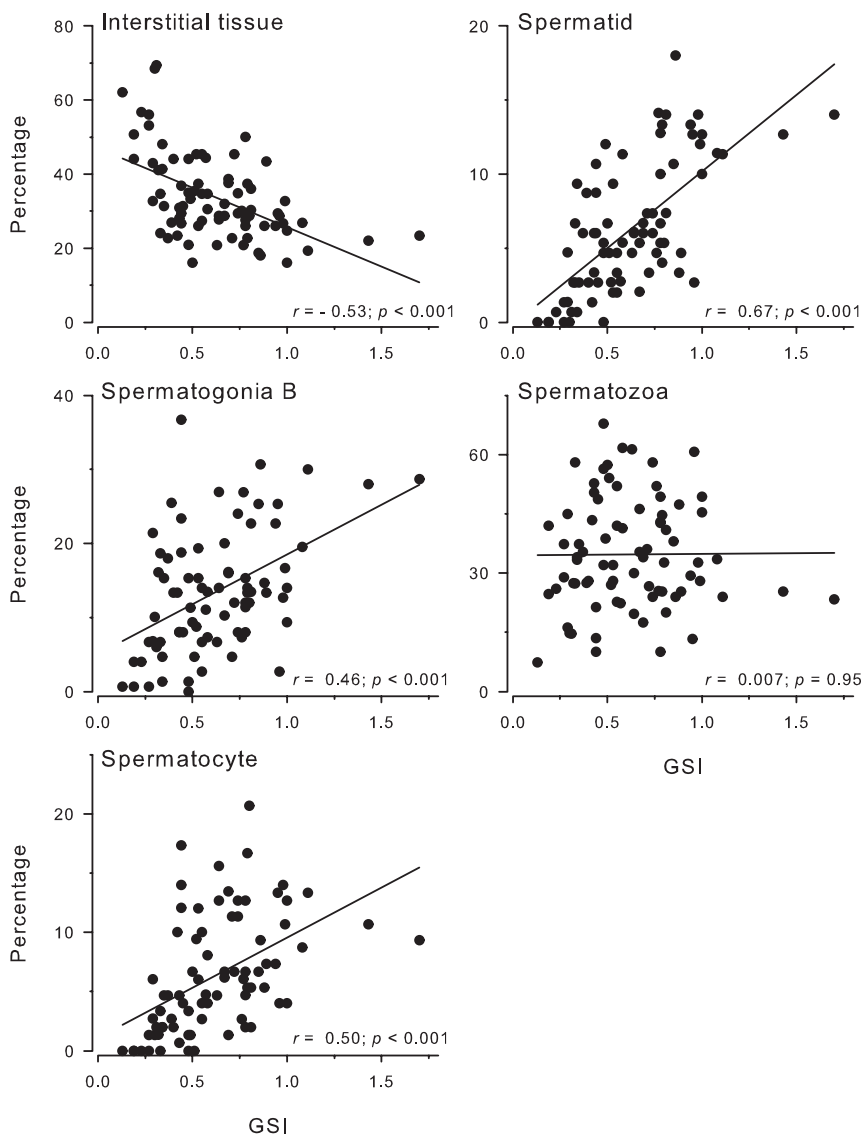 Interstitial tissue
80
60
40
20
0
Percentage
r = - 0.53; p < 0.001
0.0 0.5 1.0 1.5
Spermatid
20
10
0
r = 0.67; p < 0.001
0.0 0.5 1.0 1.5
Spermatogonia B
40
20
0
Percentage
r = 0.46; p < 0.001
0.0 0.5 1.0 1.5
Spermatozoa
60
30
0
r = 0.007; p = 0.95
0.0 0.5 1.0 1.5
GSI
Spermatocyte
20
10
0
Percentage
r = 0.50; p < 0.001
0.0 0.5 1.0 1.5
GSI